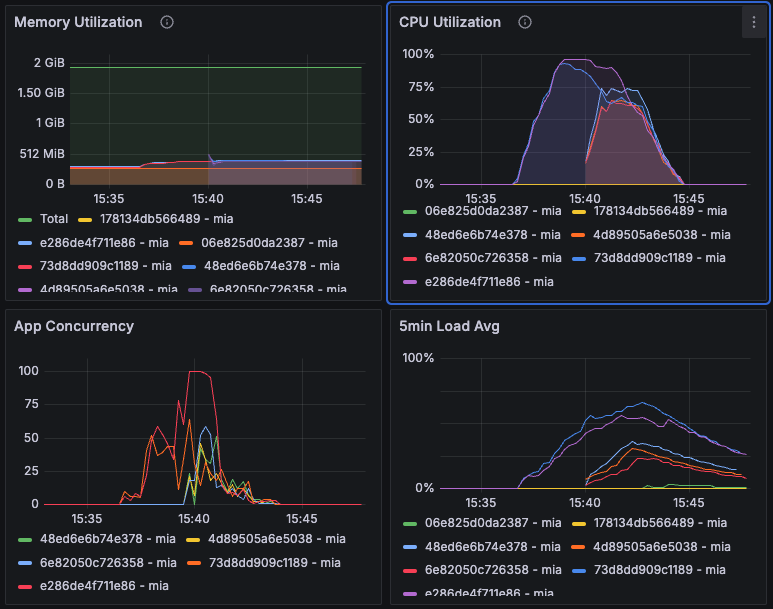 Memory Utilization
2 GiB
1.50 GiB
1 GiB
512 MiB
0 B
15:35 15:40 15:45
Total 178134db566489 - mia
e286de4f711e86 - mia 06e825d0da2387 - mia
73d8dd909c1189 - mia 48ed6e6b74e378 - mia
4d89505a6e5038 - mia 6e82050c726358 - mia
CPU Utilization
100%
75%
50%
25%
0%
15:35 15:40 15:45
06e825d0da2387 - mia 178134db566489 - mia
48ed6e6b74e378 - mia 4d89505a6e5038 - mia
6e82050c726358 - mia 73d8dd909c1189 - mia
e286de4f711e86 - mia
App Concurrency
100
75
50
25
0
15:35 15:40 15:45
48ed6e6b74e378 - mia 4d89505a6e5038 - mia
6e82050c726358 - mia 73d8dd909c1189 - mia
e286de4f711e86 - mia
5min Load Avg
100%
0%
15:35 15:40 15:45
06e825d0da2387 - mia 178134db566489 - mia
48ed6e6b74e378 - mia 4d89505a6e5038 - mia
6e82050c726358 - mia 73d8dd909c1189 - mia
e286de4f711e86 - mia